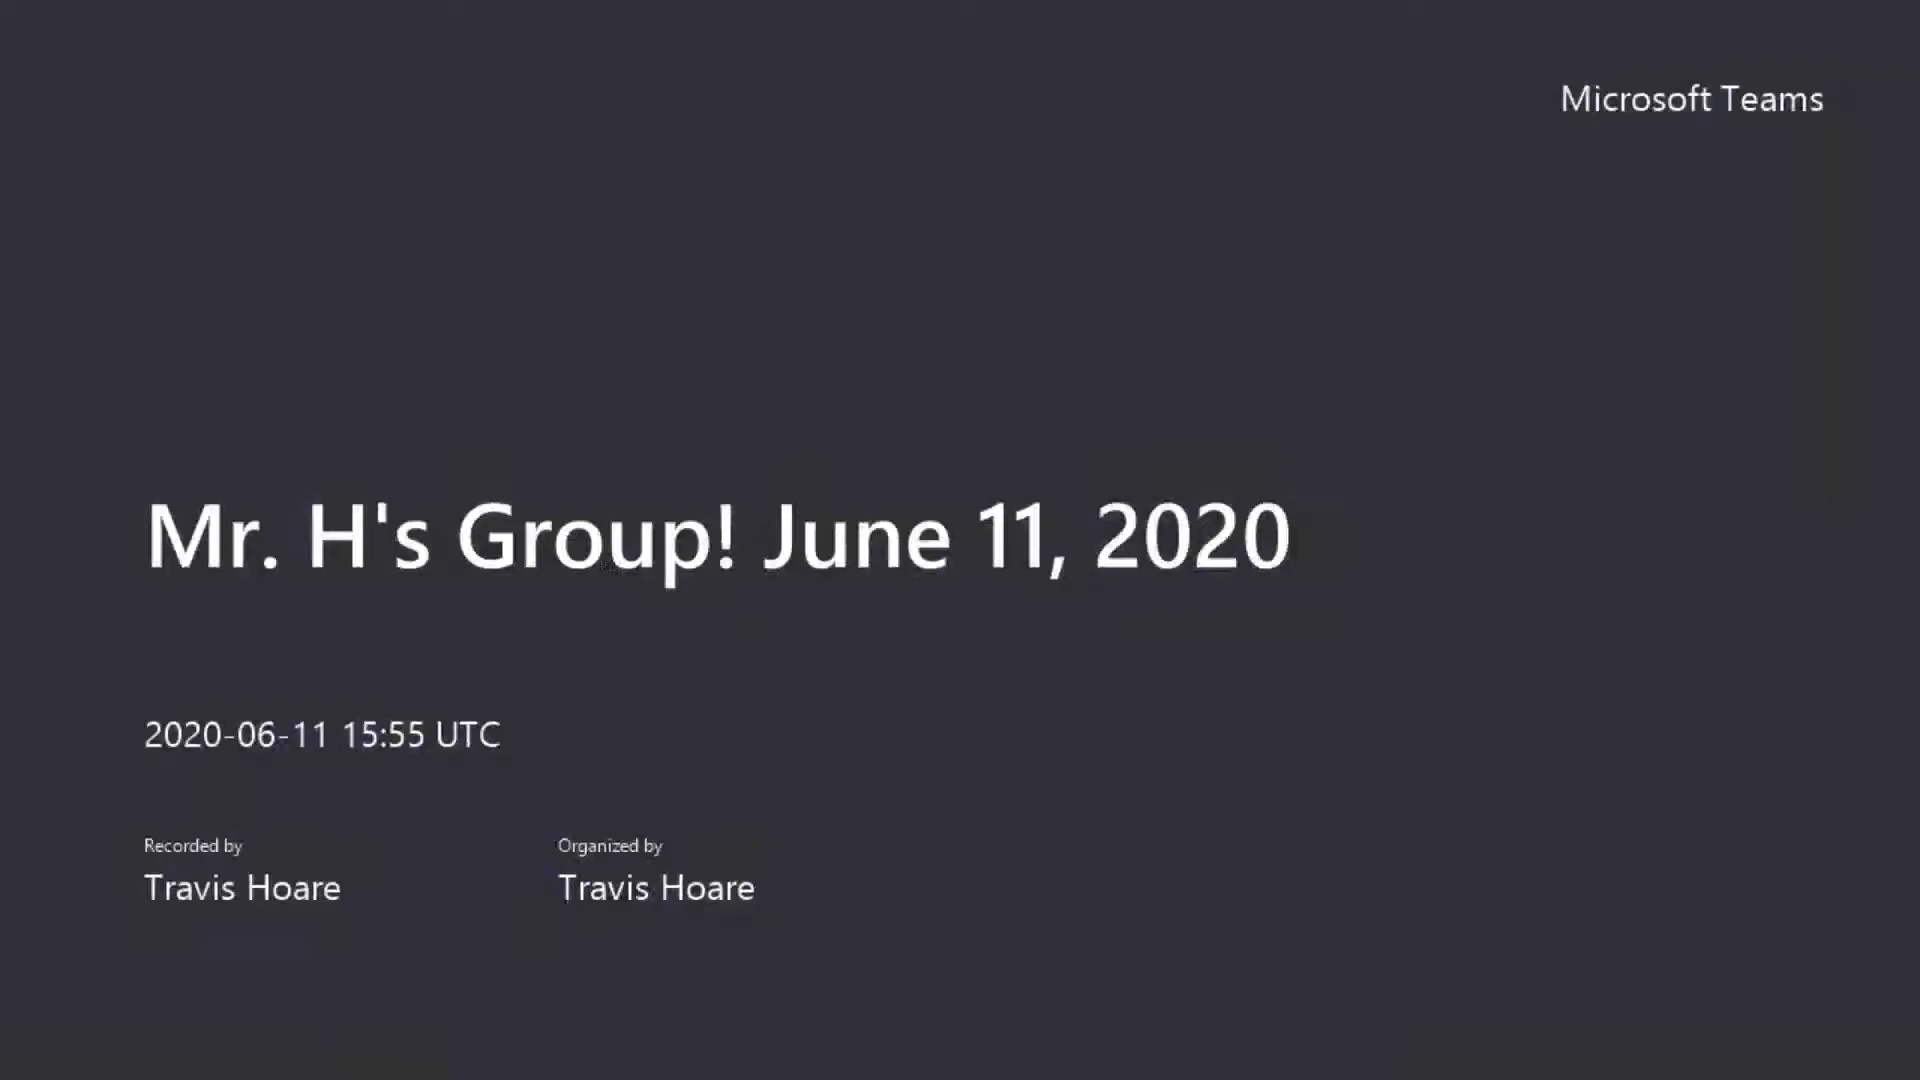 Microsoft Teams
Mr. H's Group! June 11, 2020
2020-06-11 15:55 UTC
Recorded by
Travis Hoare
Organized by
Travis Hoare